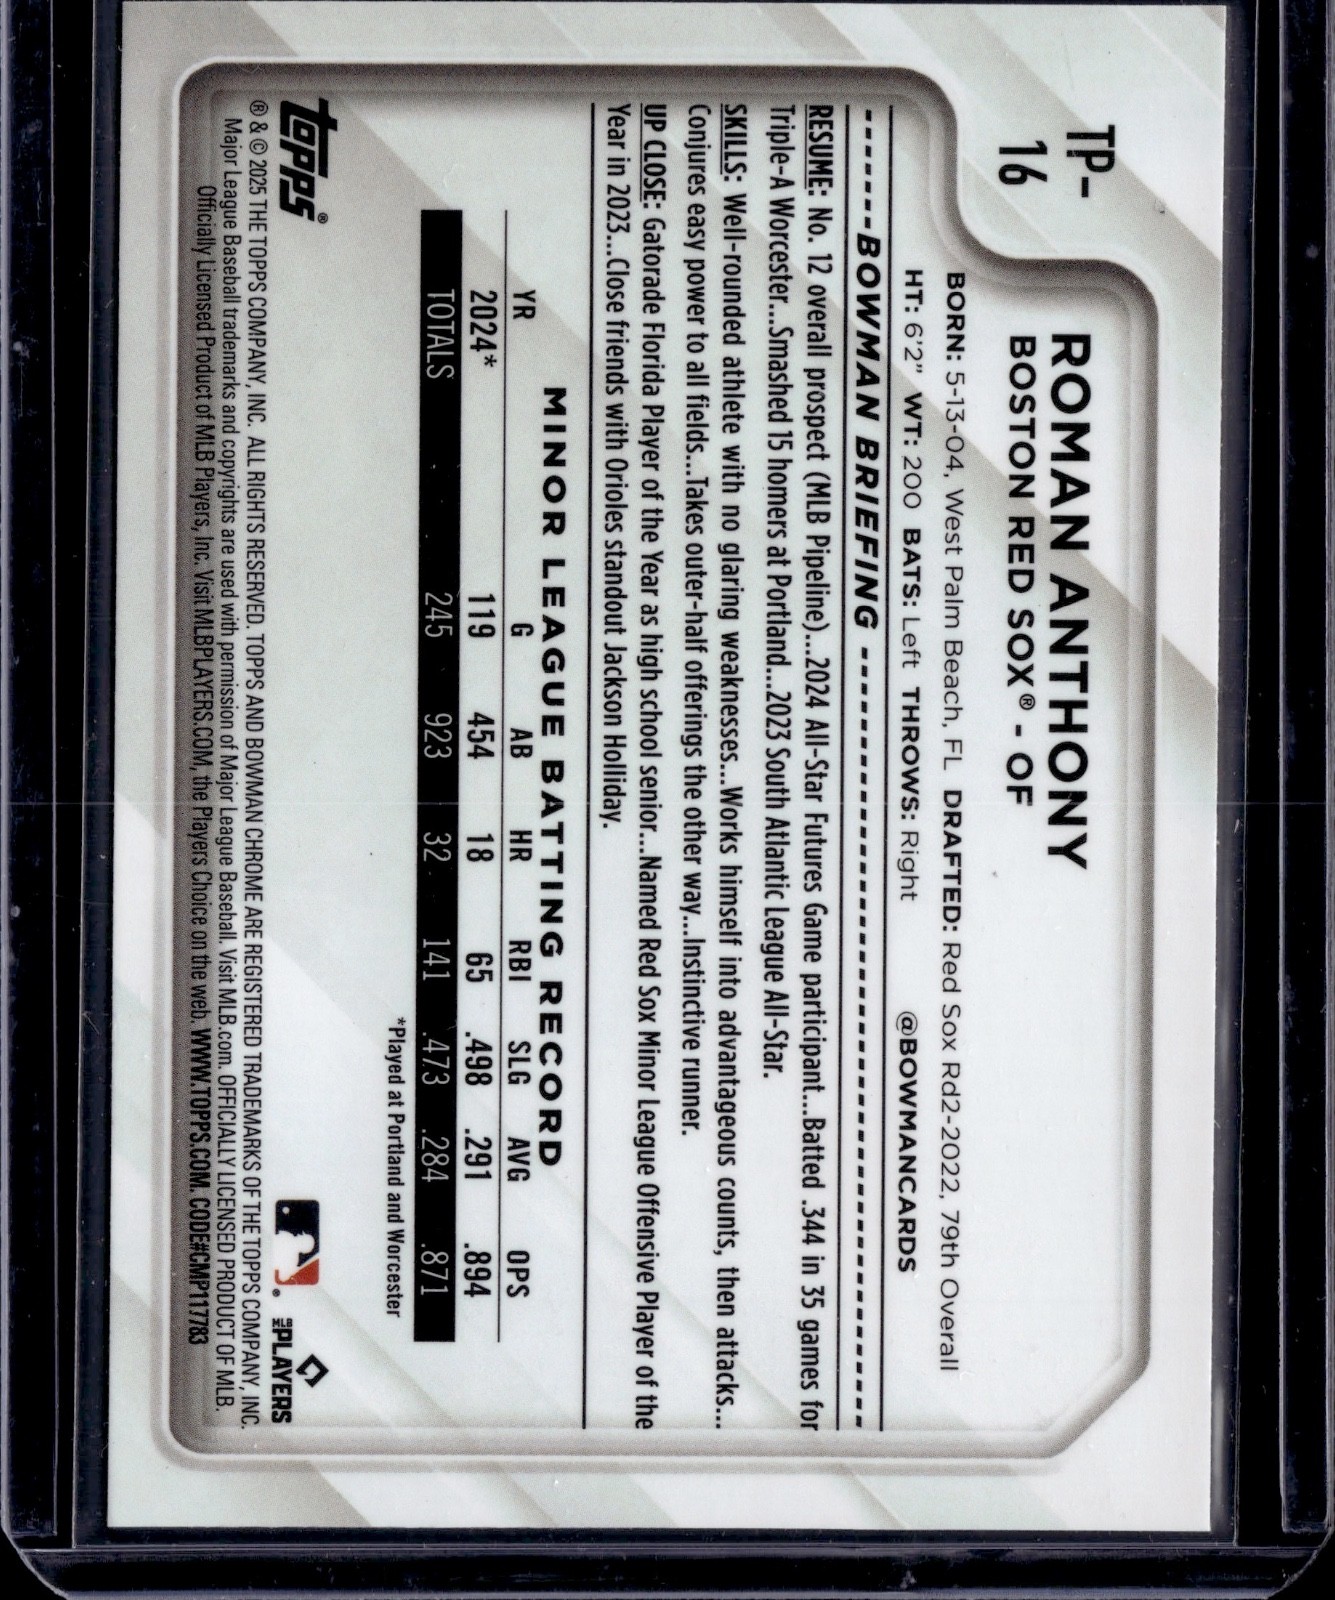 TP-
16
ROMAN ANTHONY
BOSTON RED SOX® - OF
BORN: 5-13-04, West Palm Beach, FL DRAFTED: Red Sox Rd2-2022, 79th Overall
HT: 6'2" WT: 200 BATS: Left THROWS: Right @BOWMANCARDS
BOWMAN BRIEFING
RESUME: No. 12 overall prospect (MLB Pipeline)...2024 All-Star Futures Game participant...Batted .344 in 35 games for
Triple-A Worcester...Smashed 15 homers at Portland...2023 South Atlantic League All-Star.
SKILLS: Well-rounded athlete with no glaring weaknesses...Works himself into advantageous counts, then attacks...
Conjures easy power to all fields...Takes outer-half offerings the other way...Instinctive runner.
UP CLOSE: Gatorade Florida Player of the Year as high school senior...Named Red Sox Minor League Offensive Player of the
Year in 2023...Close friends with Orioles standout Jackson Holliday.
MINOR LEAGUE BATTING RECORD
YR G AB HR RBI SLG AVG OPS
2024* 119 454 18 65 .498 .291 .894
TOTALS 245 923 32 141 .473 .284 .871
*Played at Portland and Worcester
topps®
MLB PLAYERS
® & © 2025 THE TOPPS COMPANY, INC. ALL RIGHTS RESERVED. TOPPS AND BOWMAN CHROME ARE REGISTERED TRADEMARKS OF THE TOPPS COMPANY, INC.
Major League Baseball trademarks and copyrights are used with permission of Major League Baseball. Visit MLB.com. OFFICIALLY LICENSED PRODUCT OF MLB.
Officially Licensed Product of MLB Players, Inc. Visit MLBPLAYERS.COM, the Players Choice on the web. WWW.TOPPS.COM. CODE#CMP117783